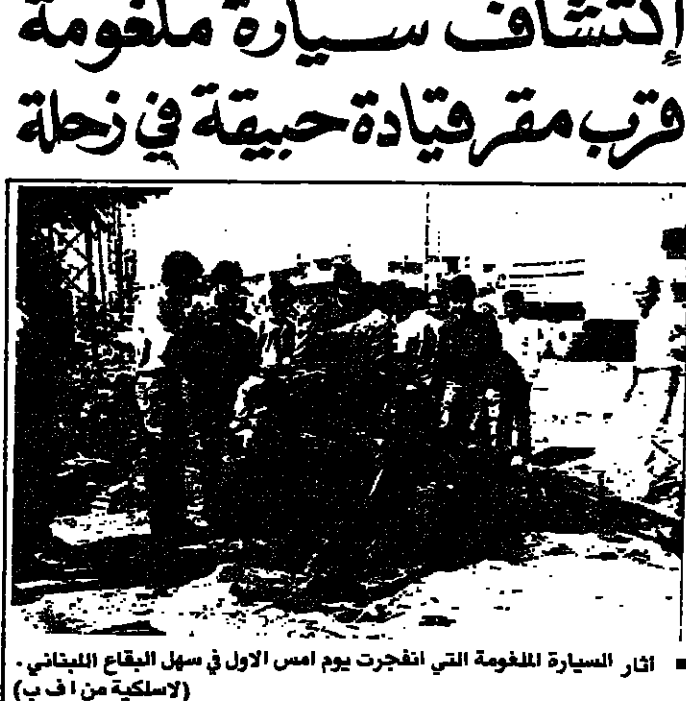 إكتشاف سيارة ملغومة
قرب مقر قيادة حبيقة في زحلة
■ اثار السيارة الملغومة التي انفجرت يوم امس الاول في سهل البقاع اللبناني .
(لاسلكية من ا ف ب)